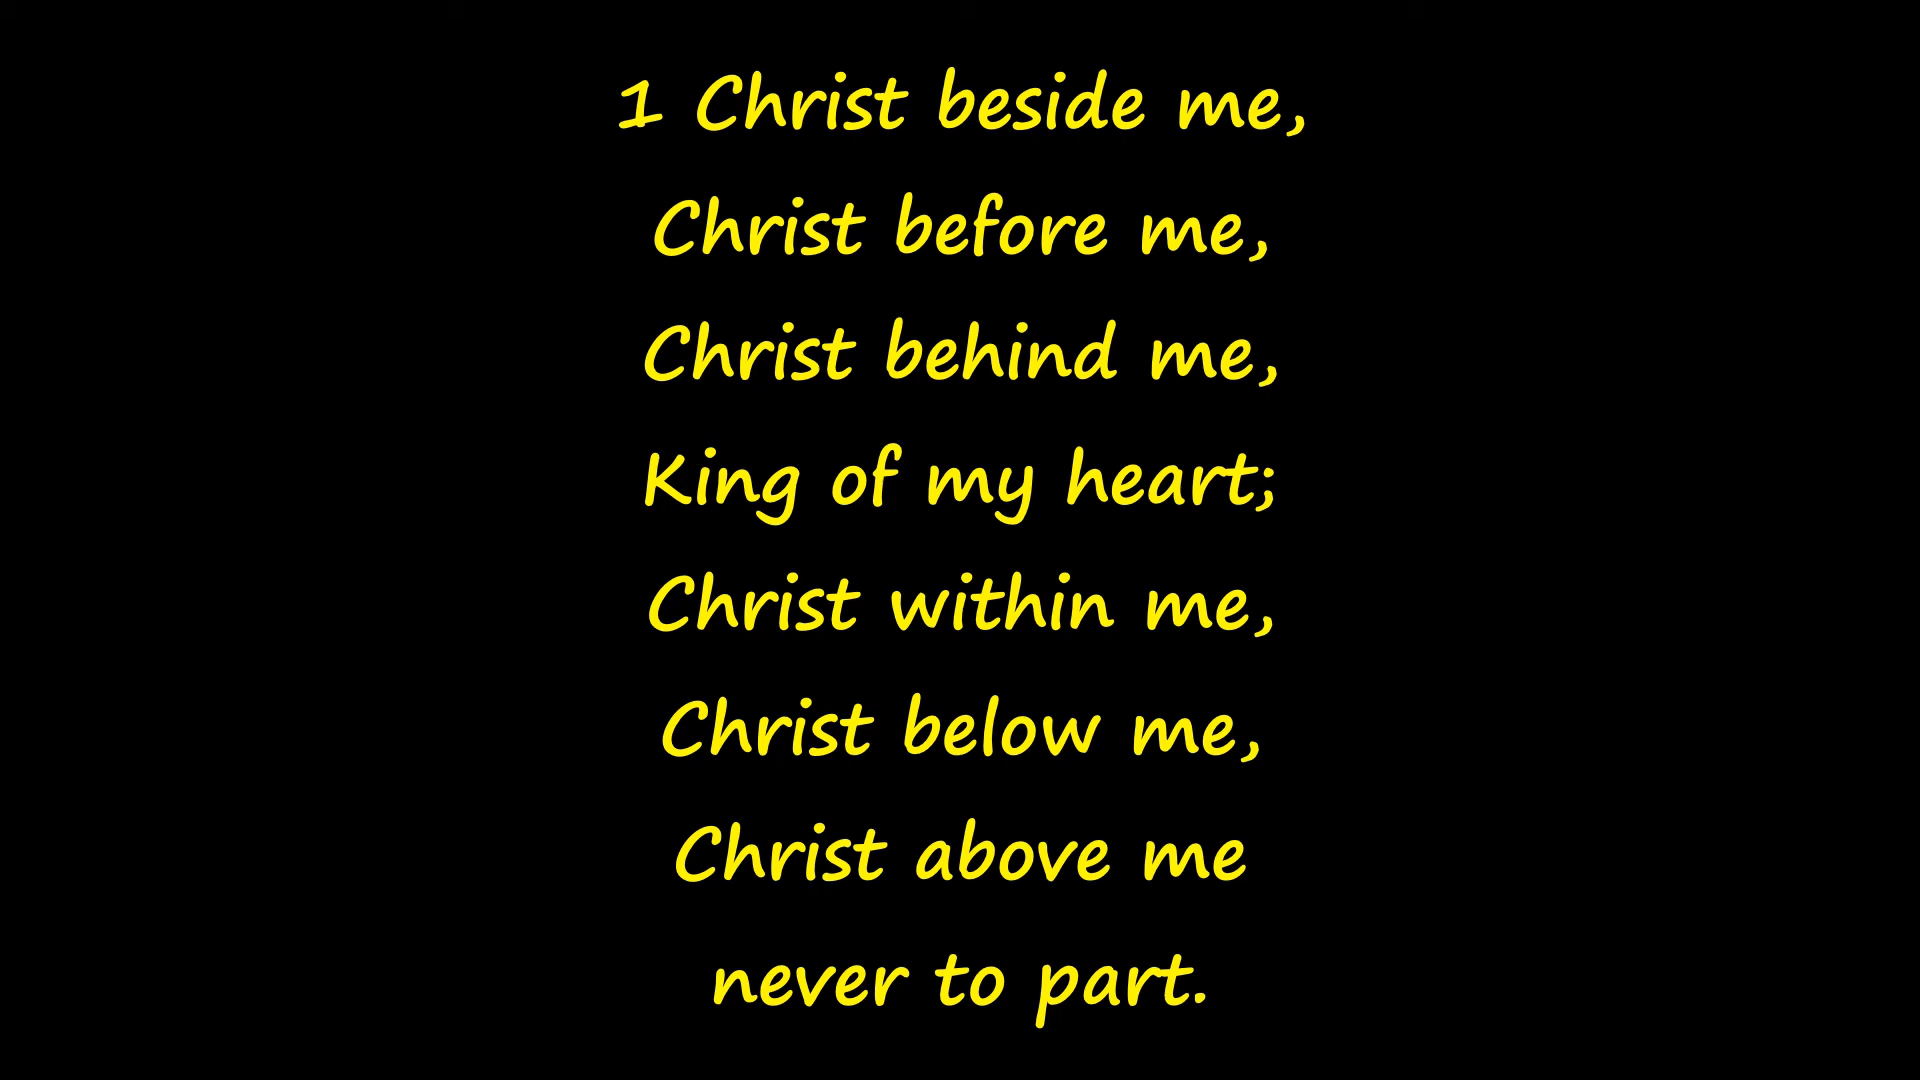 1 Christ beside me,
Christ before me,
Christ behind me,
King of my heart;
Christ within me,
Christ below me,
Christ above me
never to part.